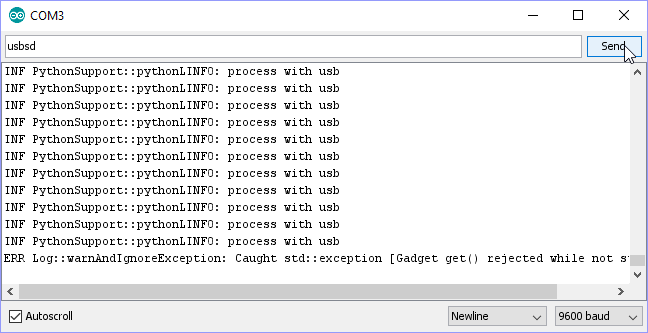 COM3
usbsd
Send
INF PythonSupport::pythonLINFO: process with usb
INF PythonSupport::pythonLINFO: process with usb
INF PythonSupport::pythonLINFO: process with usb
INF PythonSupport::pythonLINFO: process with usb
INF PythonSupport::pythonLINFO: process with usb
INF PythonSupport::pythonLINFO: process with usb
INF PythonSupport::pythonLINFO: process with usb
INF PythonSupport::pythonLINFO: process with usb
INF PythonSupport::pythonLINFO: process with usb
INF PythonSupport::pythonLINFO: process with usb
INF PythonSupport::pythonLINFO: process with usb
ERR Log::warnAndIgnoreException: Caught std::exception [Gadget get() rejected while not
Autoscroll
Newline
9600 baud